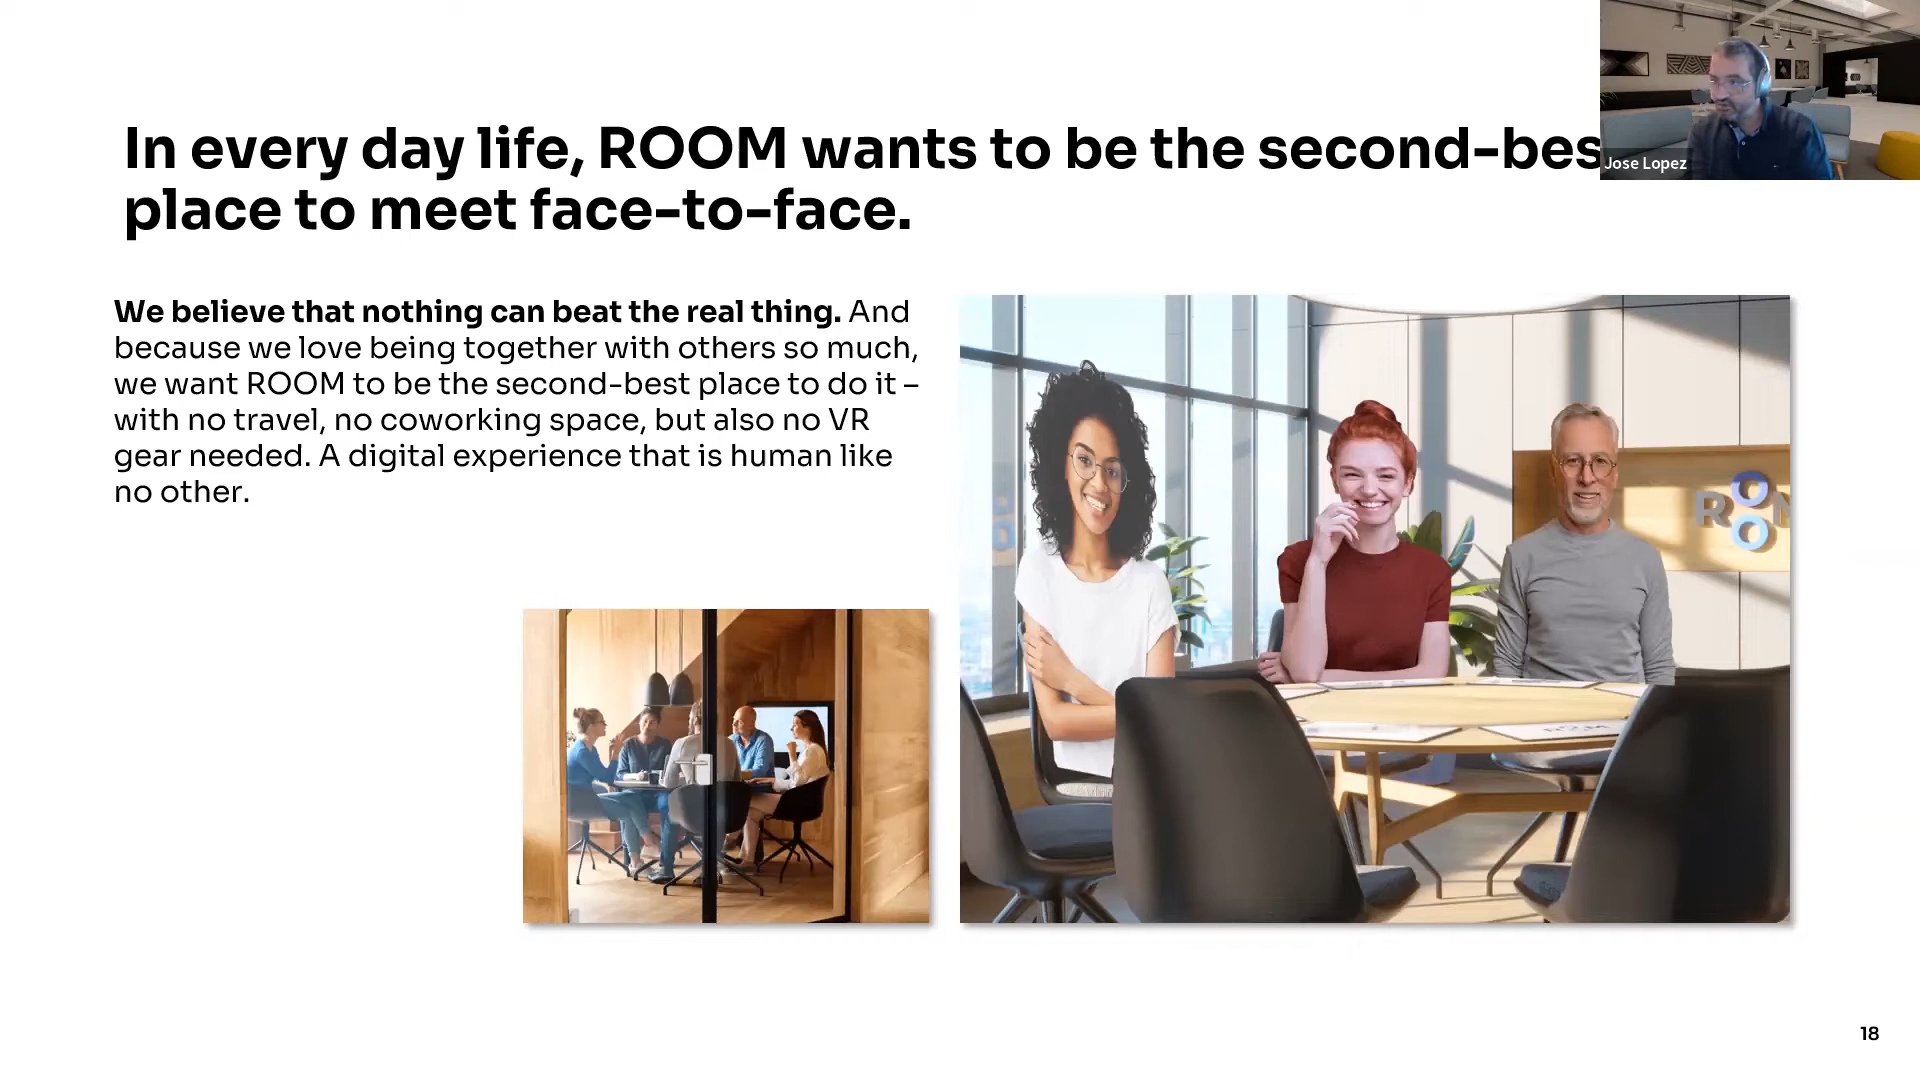 In every day life, ROOM wants to be the second-bes
place to meet face-to-face.
Jose Lopez
We believe that nothing can beat the real thing. And
because we love being together with others so much,
we want ROOM to be the second-best place to do it –
with no travel, no coworking space, but also no VR
gear needed. A digital experience that is human like
no other.
ROOM
18